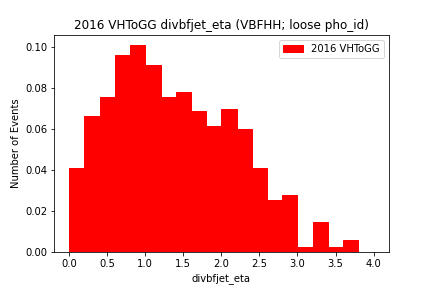 2016 VHToGG divbfjet_eta (VBFHH; loose pho_id)
2016 VHToGG
Number of Events
0.10
0.08
0.06
0.04
0.02
0.00
0.0 0.5 1.0 1.5 2.0 2.5 3.0 3.5 4.0
divbfjet_eta